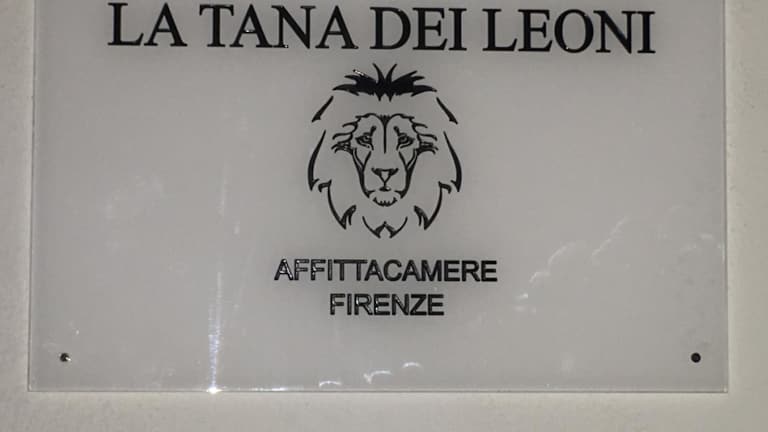 LA TANA DEI LEONI
AFFITTACAMERE
FIRENZE